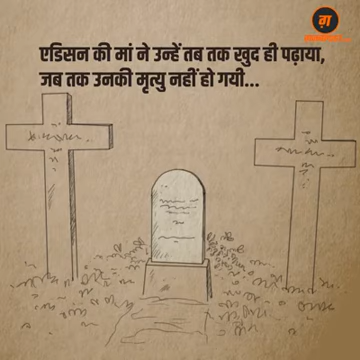 एडिसन की मां ने उन्हें तब तक खुद ही पढ़ाया,
जब तक उनकी मृत्यु नहीं हो गयी...